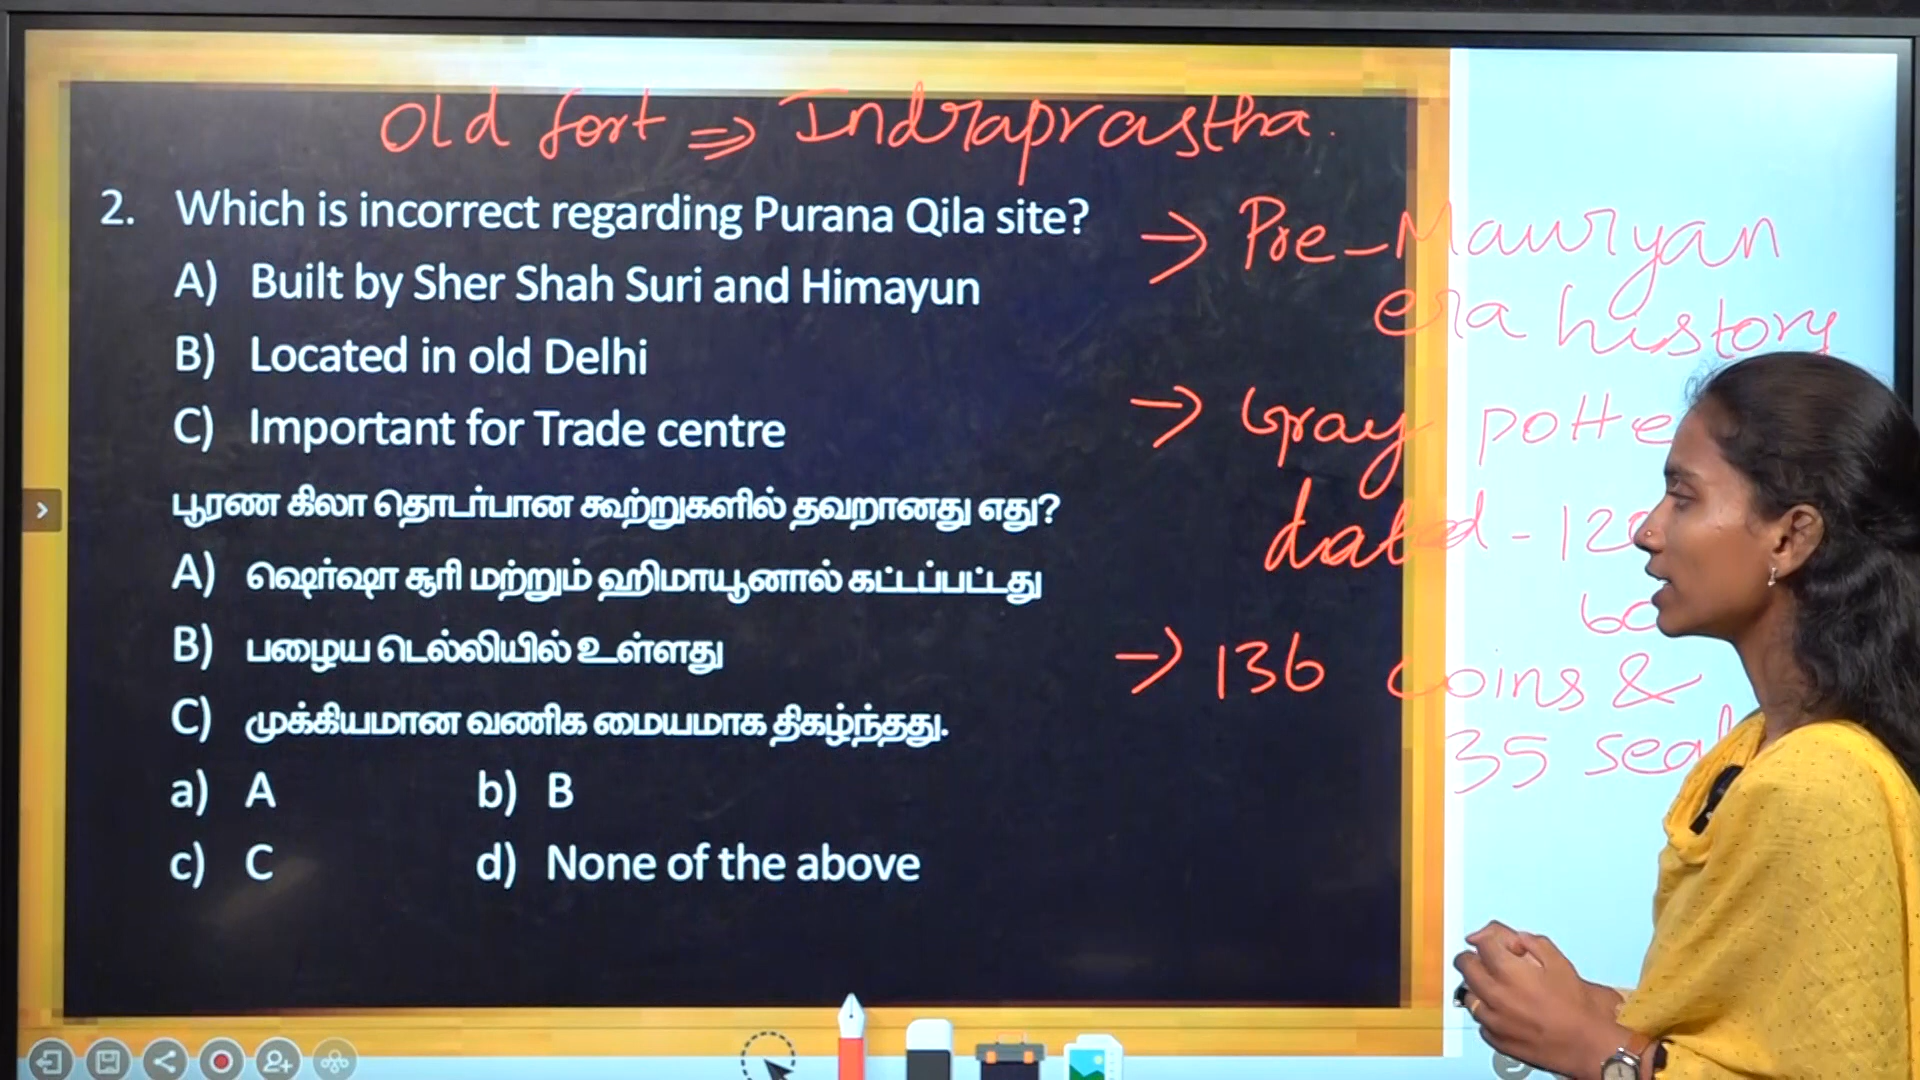 Old fort ⇒ Indraprastha.
2. Which is incorrect regarding Purana Qila site?
A) Built by Sher Shah Suri and Himayun
B) Located in old Delhi
C) Important for Trade centre
பூரண கிலா தொடர்பான கூற்றுகளில் தவறானது எது?
A) ஷெர்ஷா சூரி மற்றும் ஹிமாயூனால் கட்டப்பட்டது
B) பழைய டெல்லியில் உள்ளது
C) முக்கியமான வணிக மையமாக திகழ்ந்தது.
a) A b) B
c) C d) None of the above
→ Pre-Mauryan
era history
→ Gray
dated -
→ 136 coins &
35